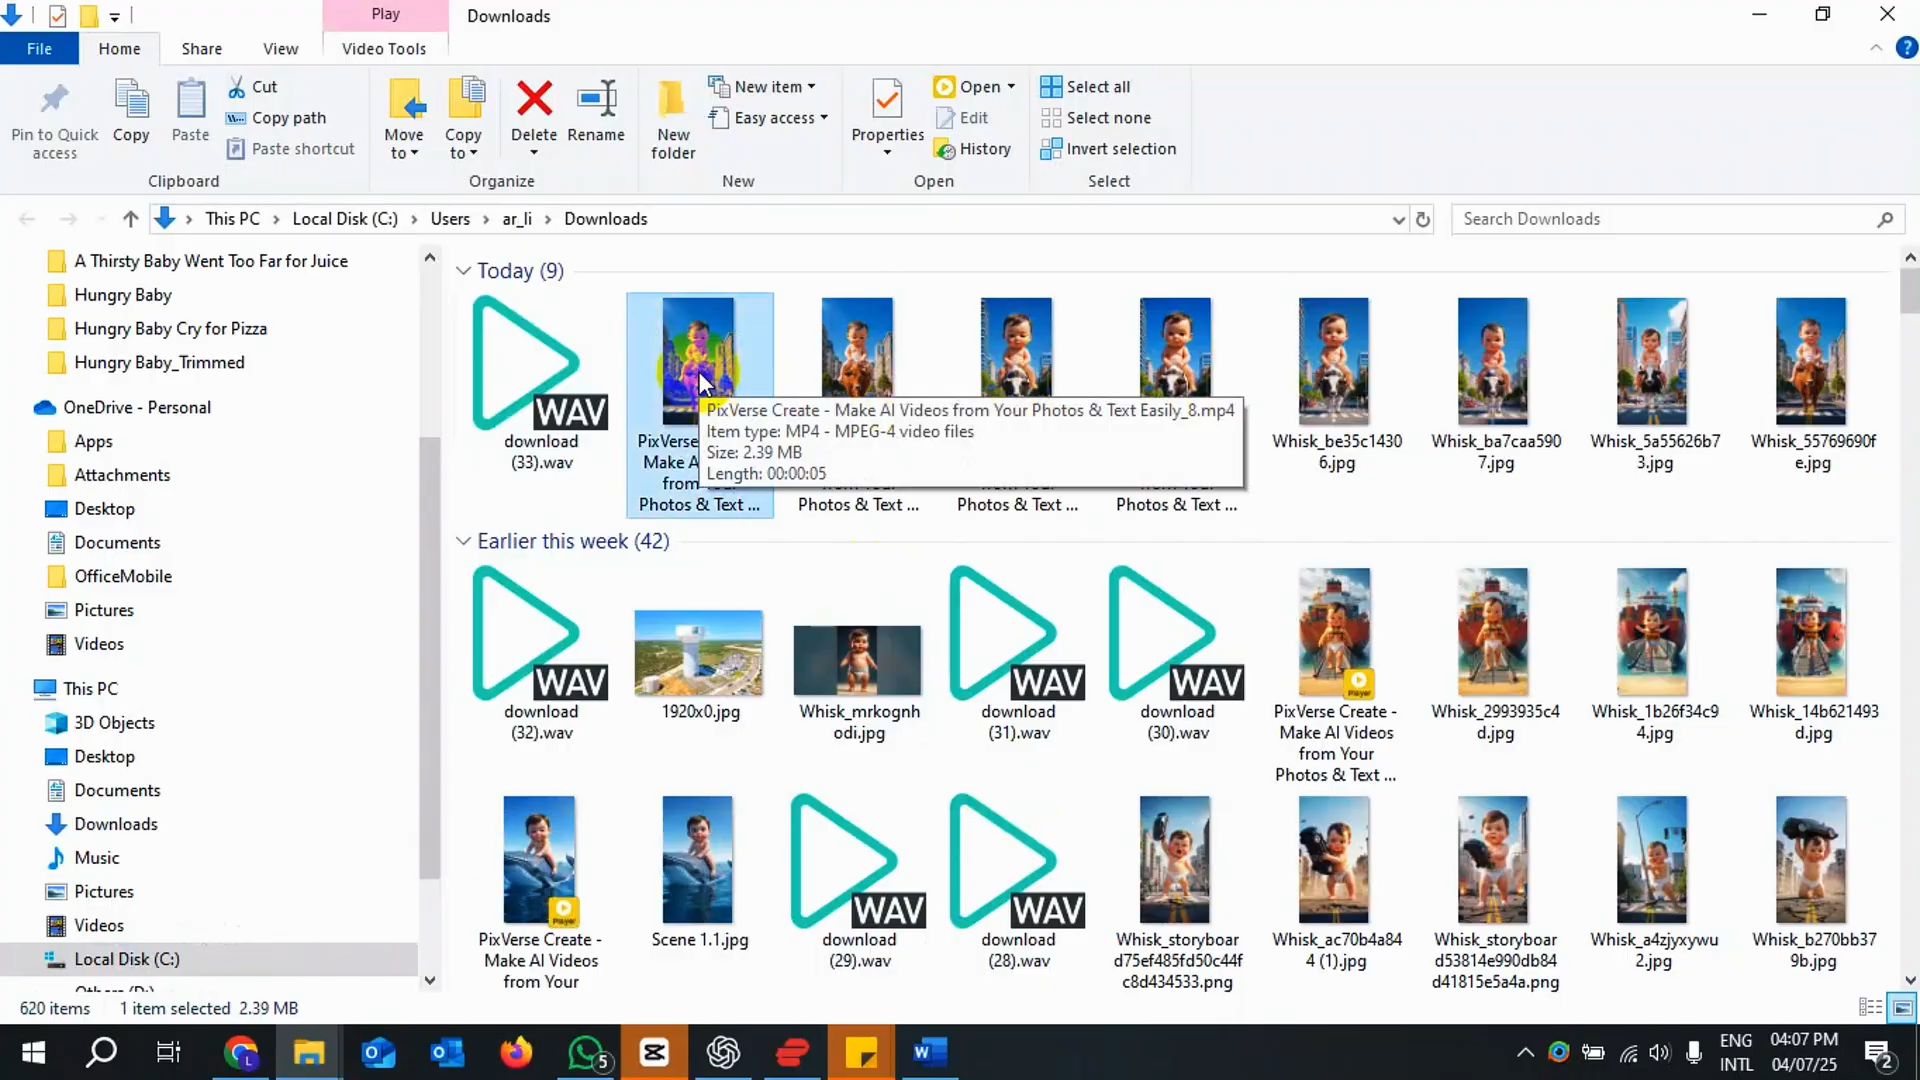 Play
Downloads
File
Home
Share
View
Video Tools
Pin to Quick access
Copy
Paste
Cut
Copy path
Paste shortcut
Clipboard
Move to
Copy to
Delete
Rename
Organize
New folder
New item
Easy access
New
Properties
Open
Edit
History
Open
Select all
Select none
Invert selection
Select
This PC
Local Disk (C:)
Users
ar_li
Downloads
Search Downloads
A Thirsty Baby Went Too Far for Juice
Hungry Baby
Hungry Baby Cry for Pizza
Hungry Baby_Trimmed
OneDrive - Personal
Apps
Attachments
Desktop
Documents
OfficeMobile
Pictures
Videos
This PC
3D Objects
Desktop
Documents
Downloads
Music
Pictures
Videos
Local Disk (C:)
Today (9)
WAV
download
(33).wav
PixVerse
Make A
from
Photos & Text ...
Photos & Text ...
Photos & Text ...
Photos & Text ...
PixVerse Create - Make AI Videos from Your Photos & Text Easily_8.mp4
Item type: MP4 - MPEG-4 video files
Size: 2.39 MB
Length: 00:00:05
Whisk_be35c1430
6.jpg
Whisk_ba7caa590
7.jpg
Whisk_5a55626b7
3.jpg
Whisk_55769690f
e.jpg
Earlier this week (42)
WAV
download
(32).wav
1920x0.jpg
Whisk_mrkognh
odi.jpg
WAV
download
(31).wav
WAV
download
(30).wav
Player
PixVerse Create -
Make AI Videos
from Your
Photos & Text ...
Whisk_2993935c4
d.jpg
Whisk_1b26f34c9
4.jpg
Whisk_14b621493
d.jpg
Player
PixVerse Create -
Make AI Videos
from Your
Scene 1.1.jpg
WAV
download
(29).wav
WAV
download
(28).wav
Whisk_storyboar
d75ef485fd50c44f
c8d434533.png
Whisk_ac70b4a84
4 (1).jpg
Whisk_storyboar
d53814e990db84
d41815e5a4a.png
Whisk_a4zjyxywu
2.jpg
Whisk_b270bb37
9b.jpg
620 items
1 item selected 2.39 MB
5
ENG
INTL
04:07 PM
04/07/25
2